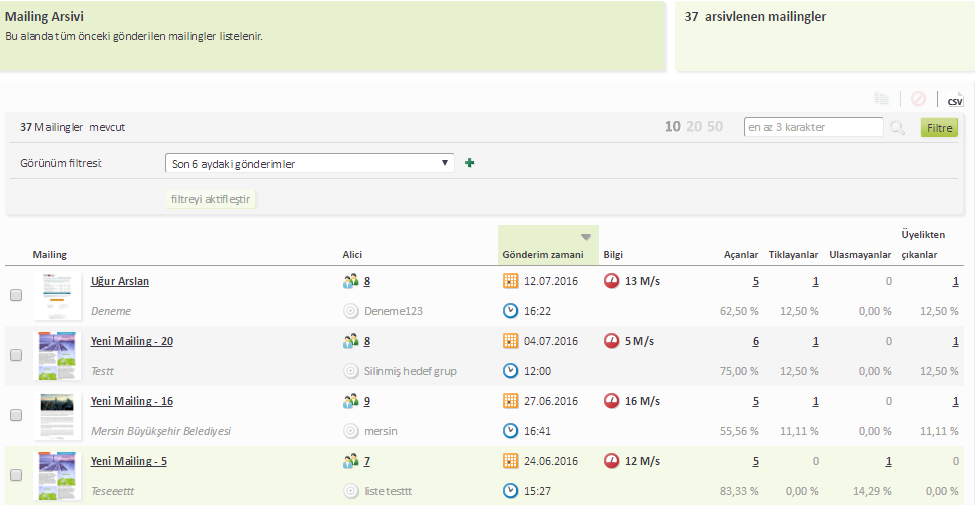 Mailing Arsivi
37 arsivlenen mailingler
Bu alanda tüm önceki gönderilen mailingler listelenir.
CSV
37 Mailingler mevcut
10 20 50
en az 3 karakter
Filtre
Görünüm filtresi:
Son 6 aydaki gönderimler
filtreyi aktifleştir
Mailing Alici Gönderim zamani Bilgi Açanlar Tiklayanlar Ulasmayanlar Üyelikten çıkanlar
Uğur Arslan 8 12.07.2016 13 M/s 5 1 0 1
Deneme Deneme123 16:22 62,50 % 12,50 % 0,00 % 12,50 %
Yeni Mailing - 20 8 04.07.2016 5 M/s 6 1 0 1
Testt Silinmiş hedef grup 12:00 75,00 % 12,50 % 0,00 % 12,50 %
Yeni Mailing - 16 9 27.06.2016 16 M/s 5 1 0 1
Mersin Büyükşehir Belediyesi mersin 16:41 55,56 % 11,11 % 0,00 % 11,11 %
Yeni Mailing - 5 7 24.06.2016 12 M/s 5 0 1 0
Teseeettt liste testtt 15:27 83,33 % 0,00 % 14,29 % 0,00 %